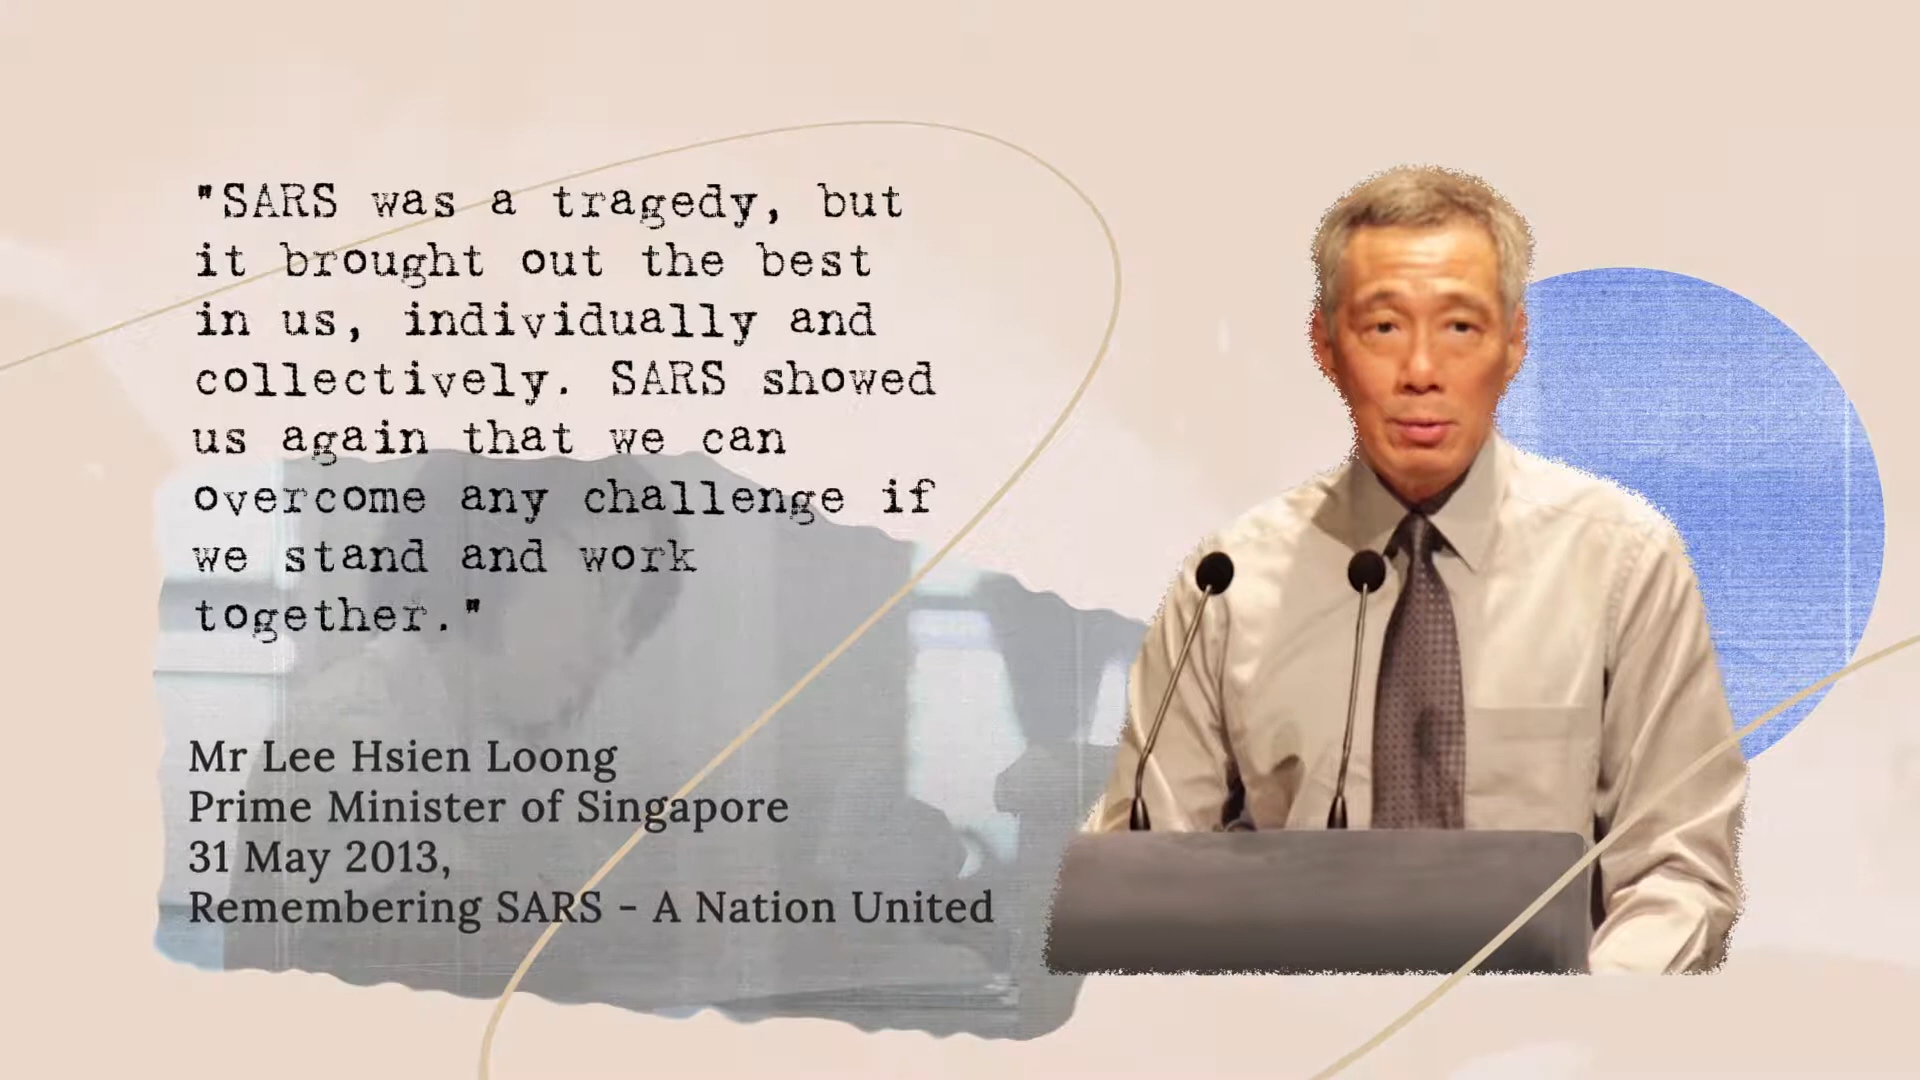 "SARS was a tragedy, but
it brought out the best
in us, individually and
collectively. SARS showed
us again that we can
overcome any challenge if
we stand and work
together."
Mr Lee Hsien Loong
Prime Minister of Singapore
31 May 2013,
Remembering SARS - A Nation United